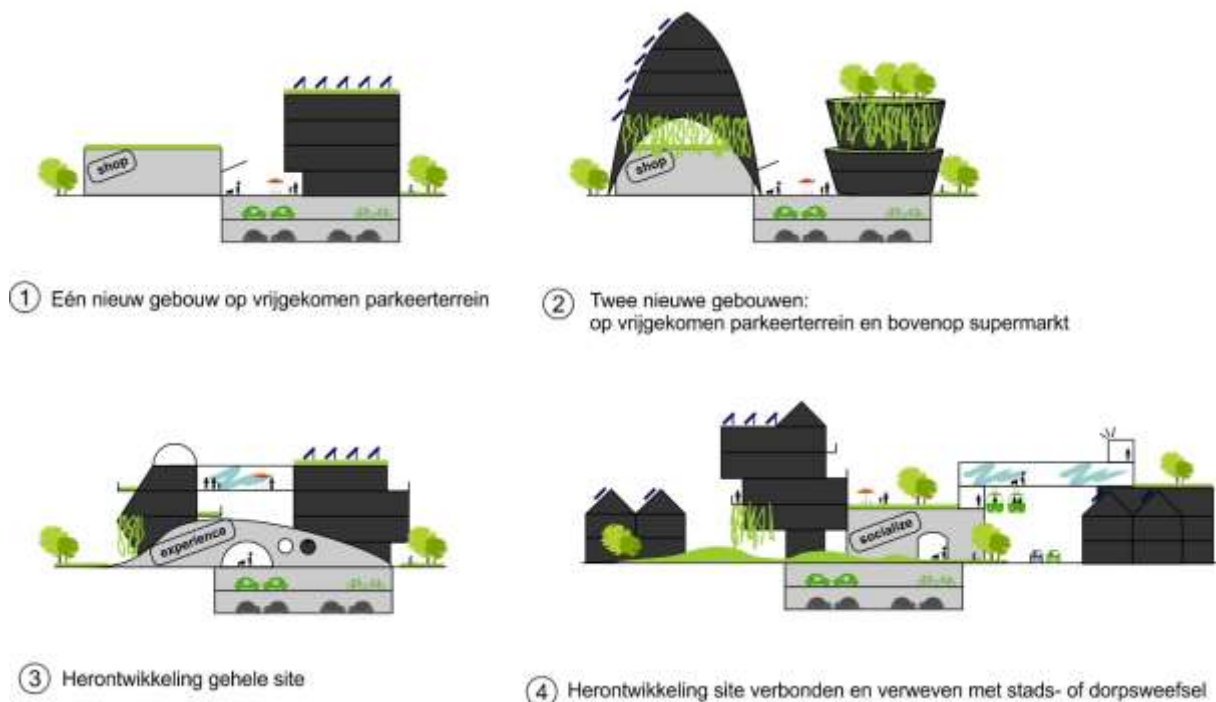 shop
1 Eén nieuw gebouw op vrijgekomen parkeerterrein
shop
2 Twee nieuwe gebouwen:
op vrijgekomen parkeerterrein en bovenop supermarkt
experience
3 Herontwikkeling gehele site
socialize
4 Herontwikkeling site verbonden en verweven met stads- of dorpsweefsel